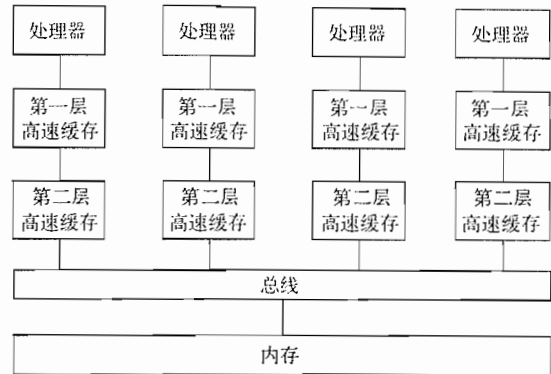 处理器 处理器 处理器 处理器
第一层 第一层 第一层 第一层
高速缓存 高速缓存 高速缓存 高速缓存
第二层 第二层 第二层 第二层
高速缓存 高速缓存 高速缓存 高速缓存
总线
内存